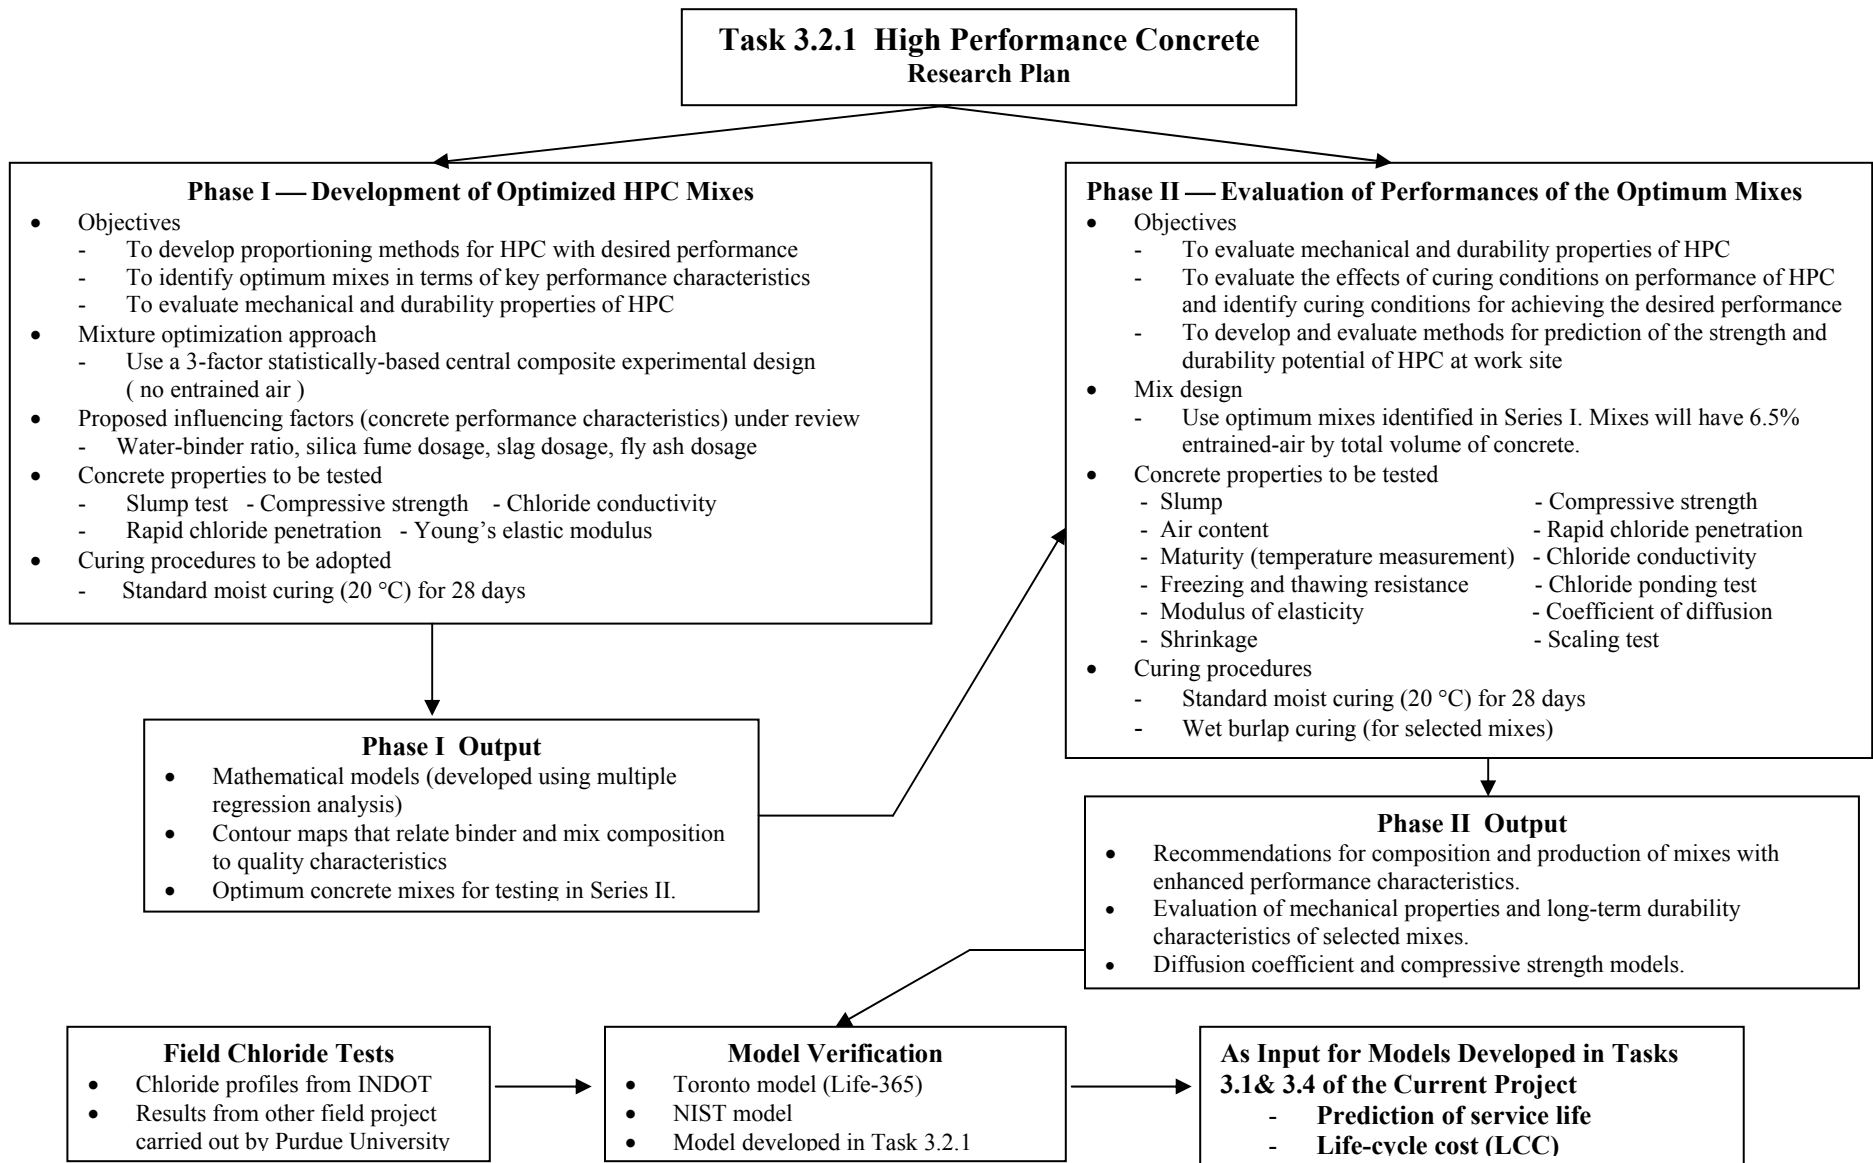 Task 3.2.1 High Performance Concrete
Research Plan
Phase I — Development of Optimized HPC Mixes
• Objectives
- To develop proportioning methods for HPC with desired performance
- To identify optimum mixes in terms of key performance characteristics
- To evaluate mechanical and durability properties of HPC
• Mixture optimization approach
- Use a 3-factor statistically-based central composite experimental design
( no entrained air )
• Proposed influencing factors (concrete performance characteristics) under review
- Water-binder ratio, silica fume dosage, slag dosage, fly ash dosage
• Concrete properties to be tested
- Slump test - Compressive strength - Chloride conductivity
- Rapid chloride penetration - Young's elastic modulus
• Curing procedures to be adopted
- Standard moist curing (20 °C) for 28 days
Phase II — Evaluation of Performances of the Optimum Mixes
• Objectives
- To evaluate mechanical and durability properties of HPC
- To evaluate the effects of curing conditions on performance of HPC
and identify curing conditions for achieving the desired performance
- To develop and evaluate methods for prediction of the strength and
durability potential of HPC at work site
• Mix design
- Use optimum mixes identified in Series I. Mixes will have 6.5%
entrained-air by total volume of concrete.
• Concrete properties to be tested
- Slump - Compressive strength
- Air content - Rapid chloride penetration
- Maturity (temperature measurement) - Chloride conductivity
- Freezing and thawing resistance - Chloride ponding test
- Modulus of elasticity - Coefficient of diffusion
- Shrinkage - Scaling test
• Curing procedures
- Standard moist curing (20 °C) for 28 days
- Wet burlap curing (for selected mixes)
Phase I Output
• Mathematical models (developed using multiple
regression analysis)
• Contour maps that relate binder and mix composition
to quality characteristics
• Optimum concrete mixes for testing in Series II.
Phase II Output
• Recommendations for composition and production of mixes with
enhanced performance characteristics.
• Evaluation of mechanical properties and long-term durability
characteristics of selected mixes.
• Diffusion coefficient and compressive strength models.
Field Chloride Tests
• Chloride profiles from INDOT
• Results from other field project
carried out by Purdue University
Model Verification
• Toronto model (Life-365)
• NIST model
• Model developed in Task 3.2.1
As Input for Models Developed in Tasks
3.1& 3.4 of the Current Project
- Prediction of service life
- Life-cycle cost (LCC)